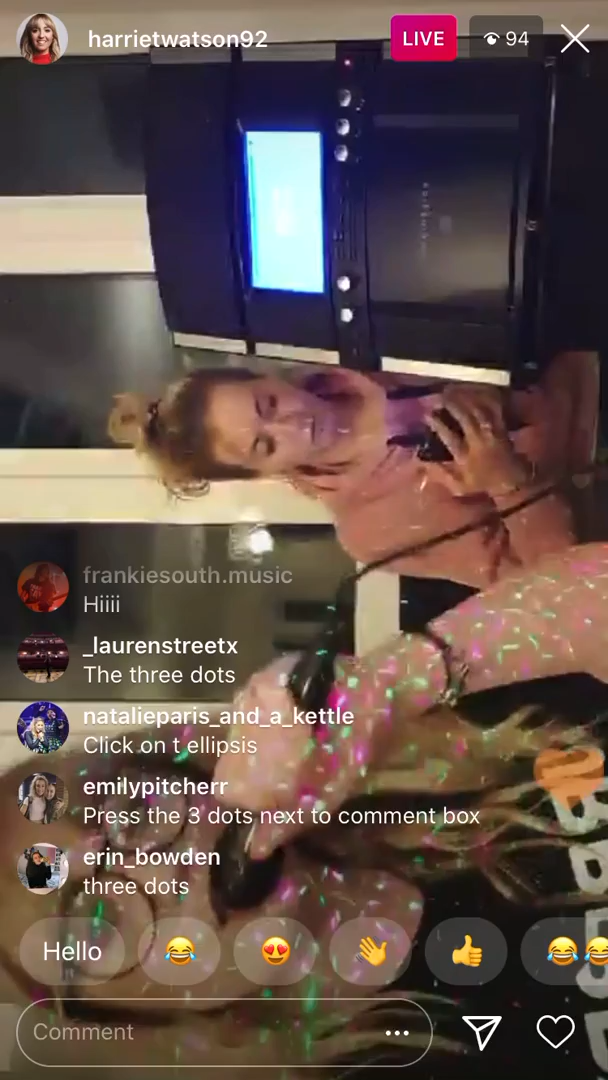 harrietwatson92
LIVE
94
frankiesouth.music
Hiiii
_laurenstreetx
The three dots
natalieparis_and_a_kettle
Click on t ellipsis
emilypitcherr
Press the 3 dots next to comment box
erin_bowden
three dots
Hello 😂 😍 👋 👍 😂😂
Comment